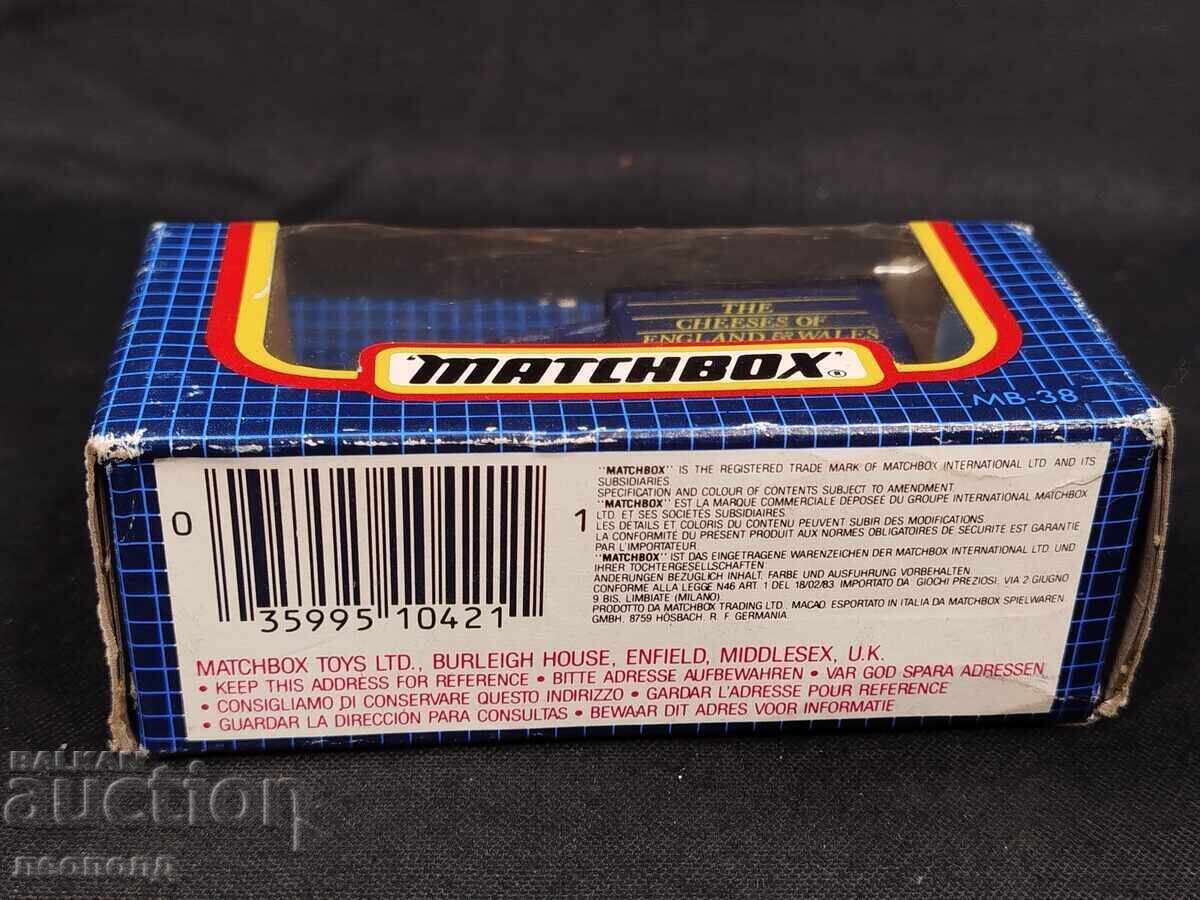 THE
CHEESES OF
ENGLAND & WALES
"MATCHBOX"®
MB-38
"MATCHBOX" IS THE REGISTERED TRADE MARK OF MATCHBOX INTERNATIONAL LTD AND ITS
SUBSIDIARIES
SPECIFICATION AND COLOUR OF CONTENTS SUBJECT TO AMENDMENT.
"MATCHBOX" EST LA MARQUE COMMERCIALE DEPOSEE DU GROUPE INTERNATIONAL MATCHBOX
LTD ET SES SOCIETES SUBSIDIAIRES
LES DETAILS ET COLORIS DU CONTENU PEUVENT SUBIR DES MODIFICATIONS
LA CONFORMITE DU PRESENT PRODUIT AUX NORMES OBLIGATOIRES DE SECURITE EST GARANTIE
PAR L'IMPORTATEUR
"MATCHBOX" IST DAS EINGETRAGENE WARENZEICHEN DER MATCHBOX INTERNATIONAL LTD. UND
IHRER TOCHTERGESELLSCHAFTEN
ÄNDERUNGEN BEZÜGLICH INHALT, FARBE UND AUSFUHRUNG VORBEHALTEN
CONFORME ALLA LEGGE N46 ART 1 DEL 18/02/83. IMPORTATO DA GIOCHI PREZIOSI, VIA 2 GIUGNO
9 BIS, LIMBIATE (MILANO)
PRODOTTO DA MATCHBOX TRADING LTD., MACAO. ESPORTATO IN ITALIA DA MATCHBOX SPIELWAREN
GMBH, 8759 HÖSBACH, R. F. GERMANIA.
0 35995 10421 1
MATCHBOX TOYS LTD., BURLEIGH HOUSE, ENFIELD, MIDDLESEX, U.K.
• KEEP THIS ADDRESS FOR REFERENCE • BITTE ADRESSE AUFBEWAHREN • VAR GOD SPARA ADRESSEN
• CONSIGLIAMO DI CONSERVARE QUESTO INDIRIZZO • GARDAR L'ADRESSE POUR REFERENCE
• GUARDAR LA DIRECCIÓN PARA CONSULTAS • BEWAAR DIT ADRES VOOR INFORMATIE
BALKAN
auction
neonond